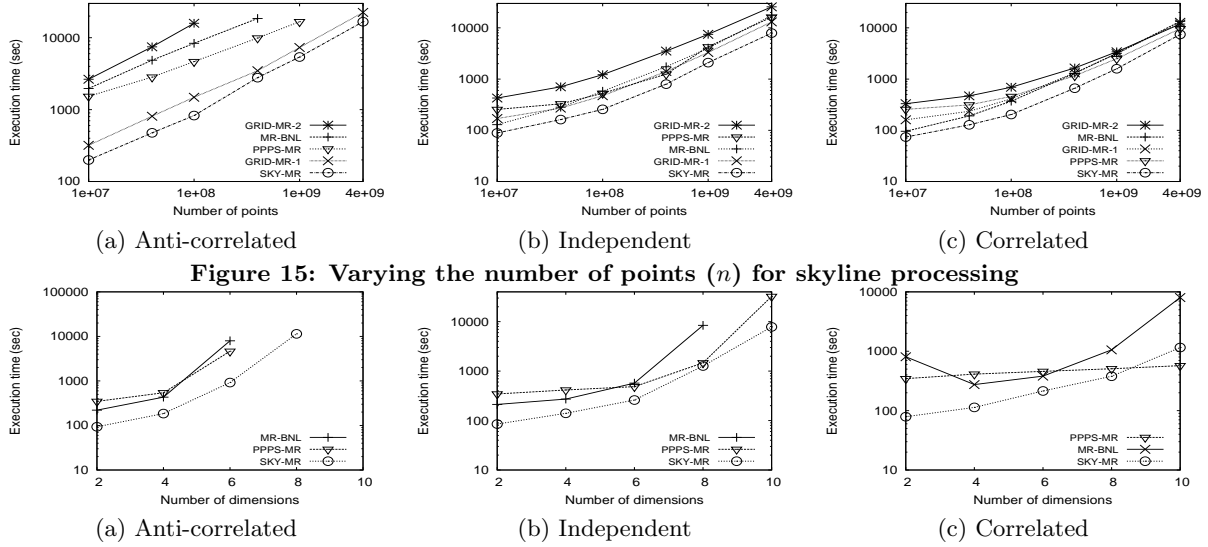 Execution time (sec)
10000
1000
100
1e+07
1e+08
1e+09
4e+09
Number of points
GRID-MR-2
MR-BNL
PPPS-MR
GRID-MR-1
SKY-MR
(a) Anti-correlated
Execution time (sec)
10000
1000
100
10
1e+07
1e+08
1e+09
4e+09
Number of points
GRID-MR-2
PPPS-MR
MR-BNL
GRID-MR-1
SKY-MR
(b) Independent
Execution time (sec)
10000
1000
100
10
1e+07
1e+08
1e+09
4e+09
Number of points
GRID-MR-2
MR-BNL
GRID-MR-1
PPPS-MR
SKY-MR
(c) Correlated
Figure 15: Varying the number of points (n) for skyline processing
Execution time (sec)
100000
10000
1000
100
10
2
4
6
8
10
Number of dimensions
MR-BNL
PPPS-MR
SKY-MR
(a) Anti-correlated
Execution time (sec)
10000
1000
100
10
2
4
6
8
10
Number of dimensions
MR-BNL
PPPS-MR
SKY-MR
(b) Independent
Execution time (sec)
10000
1000
100
10
2
4
6
8
10
Number of dimensions
PPPS-MR
MR-BNL
SKY-MR
(c) Correlated